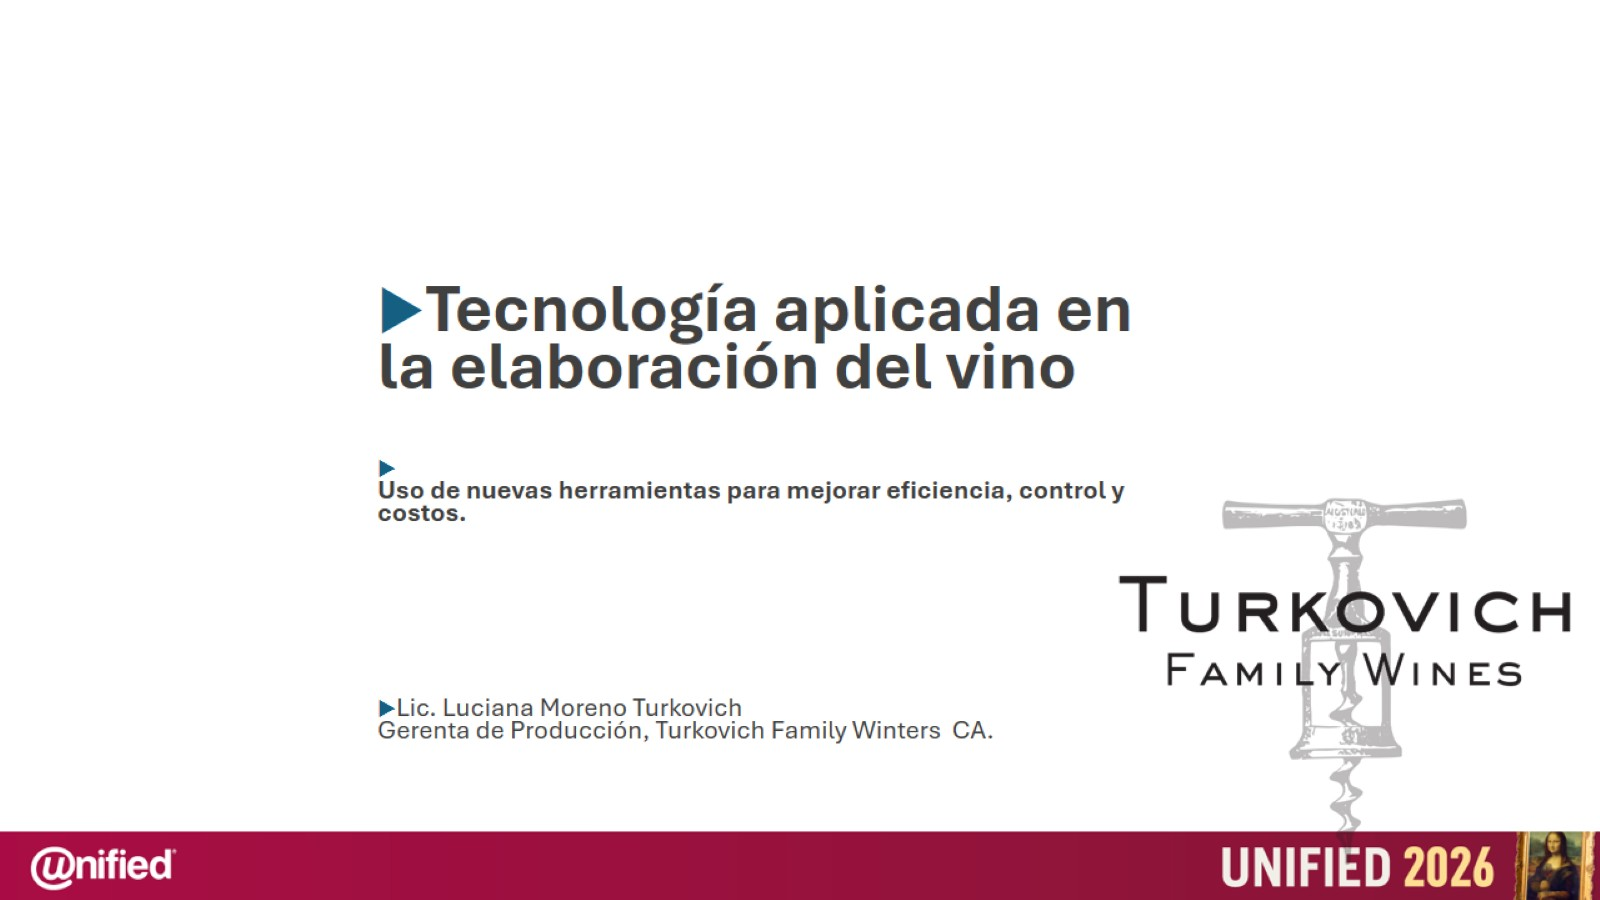 Tecnología aplicada en
la elaboración del vino
Uso de nuevas herramientas para mejorar eficiencia, control y
costos.
TURKOVICH
FAMILY WINES
Lic. Luciana Moreno Turkovich
Gerenta de Producción, Turkovich Family Winters CA.
unified
UNIFIED 2026